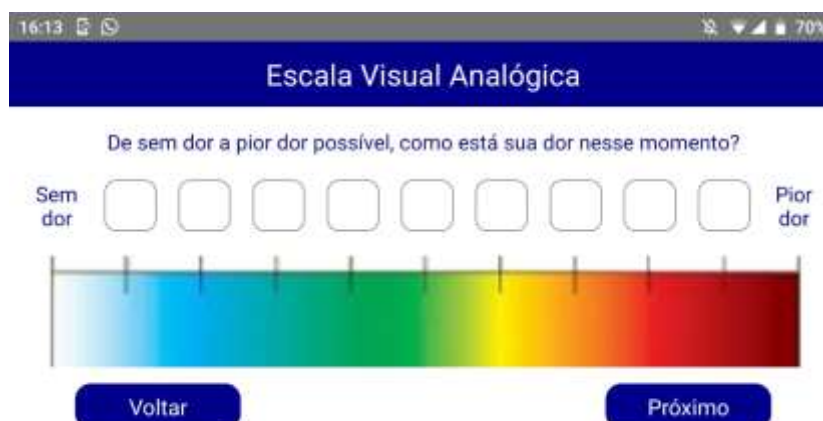 16:13 70%
Escala Visual Analógica
De sem dor a pior dor possível, como está sua dor nesse momento?
Sem
dor
Pior
dor
Voltar
Próximo